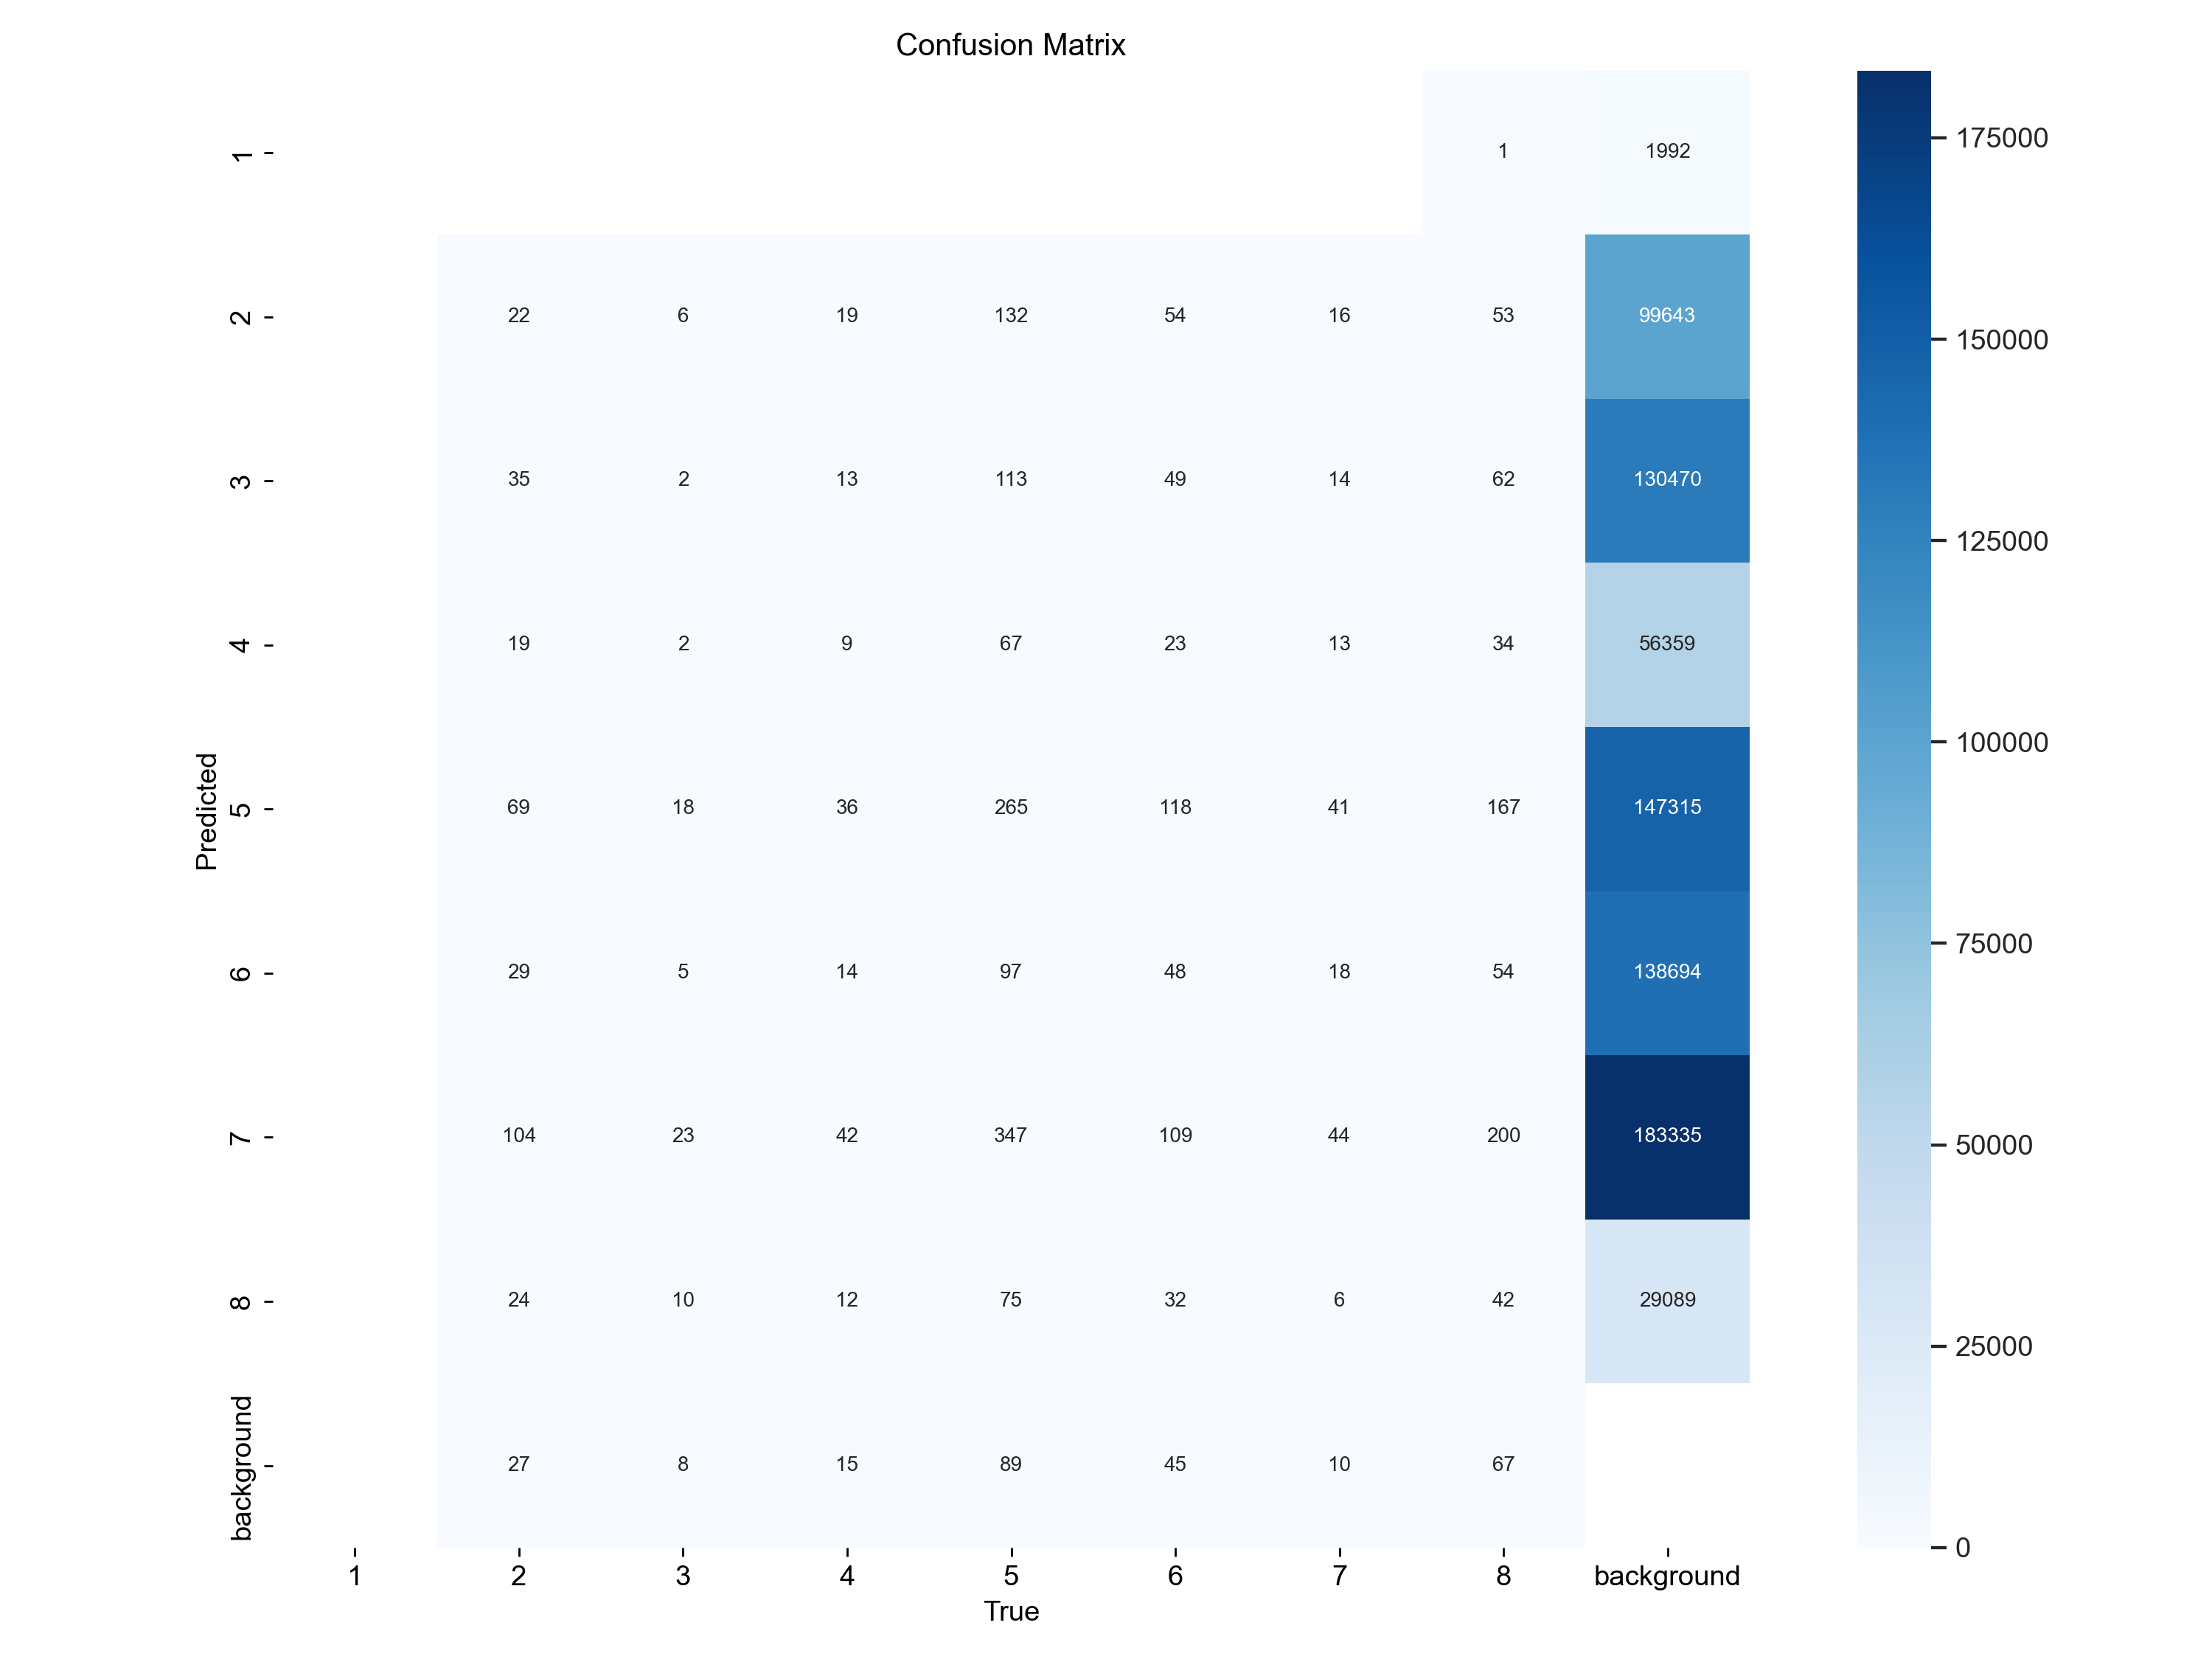 Confusion Matrix
1 1 1992 175000
2 22 6 19 132 54 16 53 99643 150000
3 35 2 13 113 49 14 62 130470 125000
4 19 2 9 67 23 13 34 56359 100000
Predicted
5 69 18 36 265 118 41 167 147315
6 29 5 14 97 48 18 54 138694 75000
7 104 23 42 347 109 44 200 183335 50000
8 24 10 12 75 32 6 42 29089 25000
background 27 8 15 89 45 10 67 0
1 2 3 4 5 6 7 8 background
True